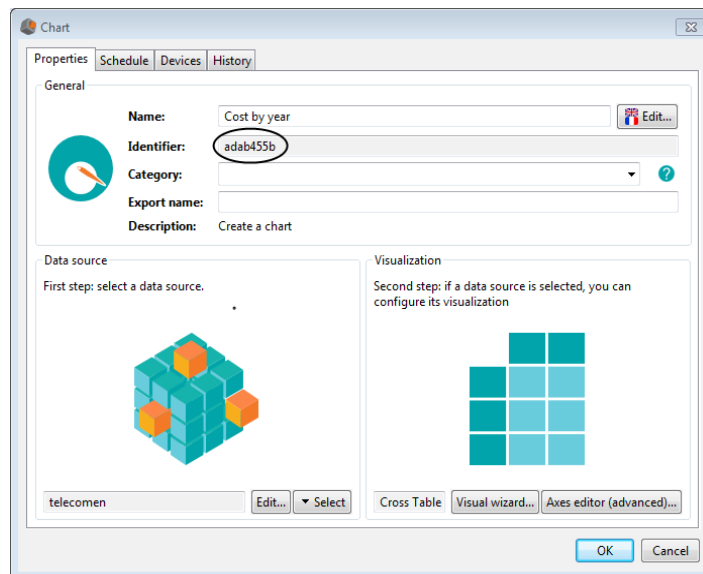 Chart
Properties Schedule Devices History
General
Name: Cost by year Edit...
Identifier: adab455b
Category: ?
Export name:
Description: Create a chart
Data source
First step: select a data source.
telecomen Edit... Select
Visualization
Second step: if a data source is selected, you can
configure its visualization
Cross Table Visual wizard... Axes editor (advanced)...
OK Cancel